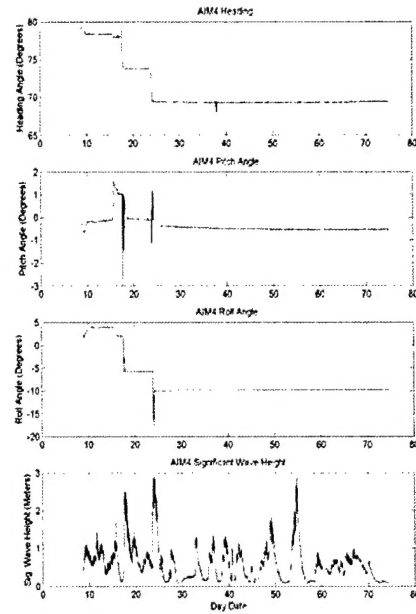 AIM4 Heading
Heading Angle (Degrees)
80
75
70
65
0 10 20 30 40 50 60 70 80
AIM4 Pitch Angle
Pitch Angle (Degrees)
2
1
0
-1
-2
-3
0 10 20 30 40 50 60 70 80
AIM4 Roll Angle
Roll Angle (Degrees)
5
0
-5
-10
-15
-20
0 10 20 30 40 50 60 70 80
AIM4 Significant Wave Height
Sig. Wave Height (Meters)
3
2
1
0
0 10 20 30 40 50 60 70 80
Day Date